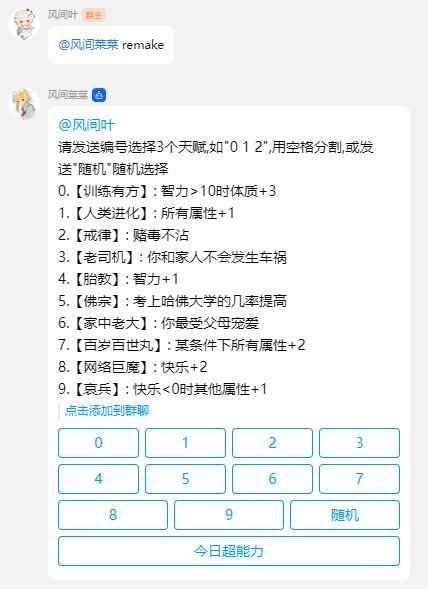 风间叶 群主
@风间菜菜 remake
风间菜菜
@风间叶
请发送编号选择3个天赋,如"0 1 2",用空格分割,或发
送"随机"随机选择
0.【训练有方】: 智力>10时体质+3
1.【人类进化】: 所有属性+1
2.【戒律】: 赌毒不沾
3.【老司机】: 你和家人不会发生车祸
4.【胎教】: 智力+1
5.【佛宗】: 考上哈佛大学的几率提高
6.【家中老大】: 你最受父母宠爱
7.【百岁百世丸】: 某条件下所有属性+2
8.【网络巨魔】: 快乐+2
9.【哀兵】: 快乐<0时其他属性+1
点击添加到群聊
0 1 2 3
4 5 6 7
8 9 随机
今日超能力